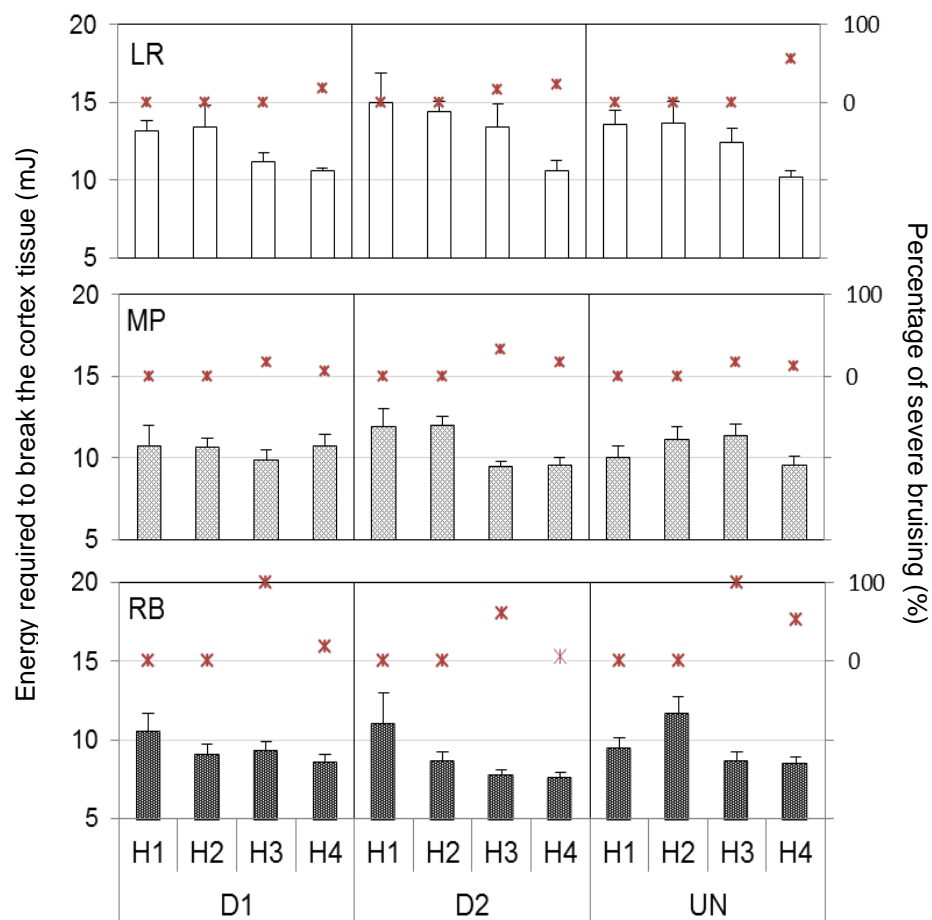 Energy required to break the cortex tissue (mJ)
20 100
LR
15 0
10
5
20 100
MP
15 0
10
5
20 100
RB
15 0
10
5
Percentage of severe bruising (%)
H1 H2 H3 H4 H1 H2 H3 H4 H1 H2 H3 H4
D1 D2 UN